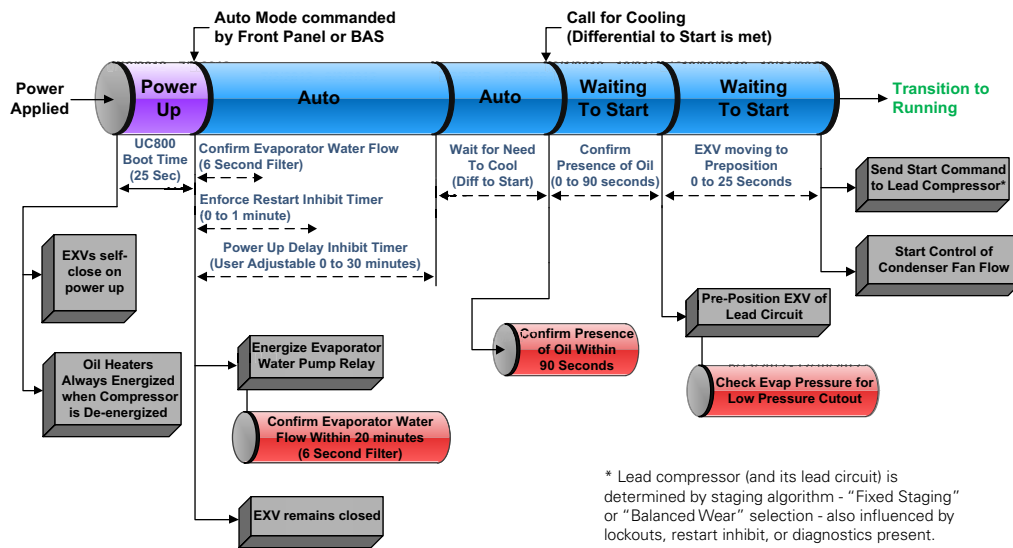 Auto Mode commanded
by Front Panel or BAS
Call for Cooling
(Differential to Start is met)
Power
Applied
Power
Up
Auto
Auto
Waiting
To Start
Waiting
To Start
Transition to
Running
UC800
Boot Time
(25 Sec)
Confirm Evaporator Water Flow
(6 Second Filter)
Enforce Restart Inhibit Timer
(0 to 1 minute)
Power Up Delay Inhibit Timer
(User Adjustable 0 to 30 minutes)
Wait for Need
To Cool
(Diff to Start)
Confirm
Presence of Oil
(0 to 90 seconds)
EXV moving to
Preposition
0 to 25 Seconds
Send Start Command
to Lead Compressor*
Start Control of
Condenser Fan Flow
EXVs self-
close on
power up
Oil Heaters
Always Energized
when Compressor
is De-energized
Energize Evaporator
Water Pump Relay
Confirm Evaporator Water
Flow Within 20 minutes
(6 Second Filter)
EXV remains closed
Confirm Presence
of Oil Within
90 Seconds
Pre-Position EXV of
Lead Circuit
Check Evap Pressure for
Low Pressure Cutout
* Lead compressor (and its lead circuit) is
determined by staging algorithm - “Fixed Staging”
or “Balanced Wear” selection - also influenced by
lockouts, restart inhibit, or diagnostics present.